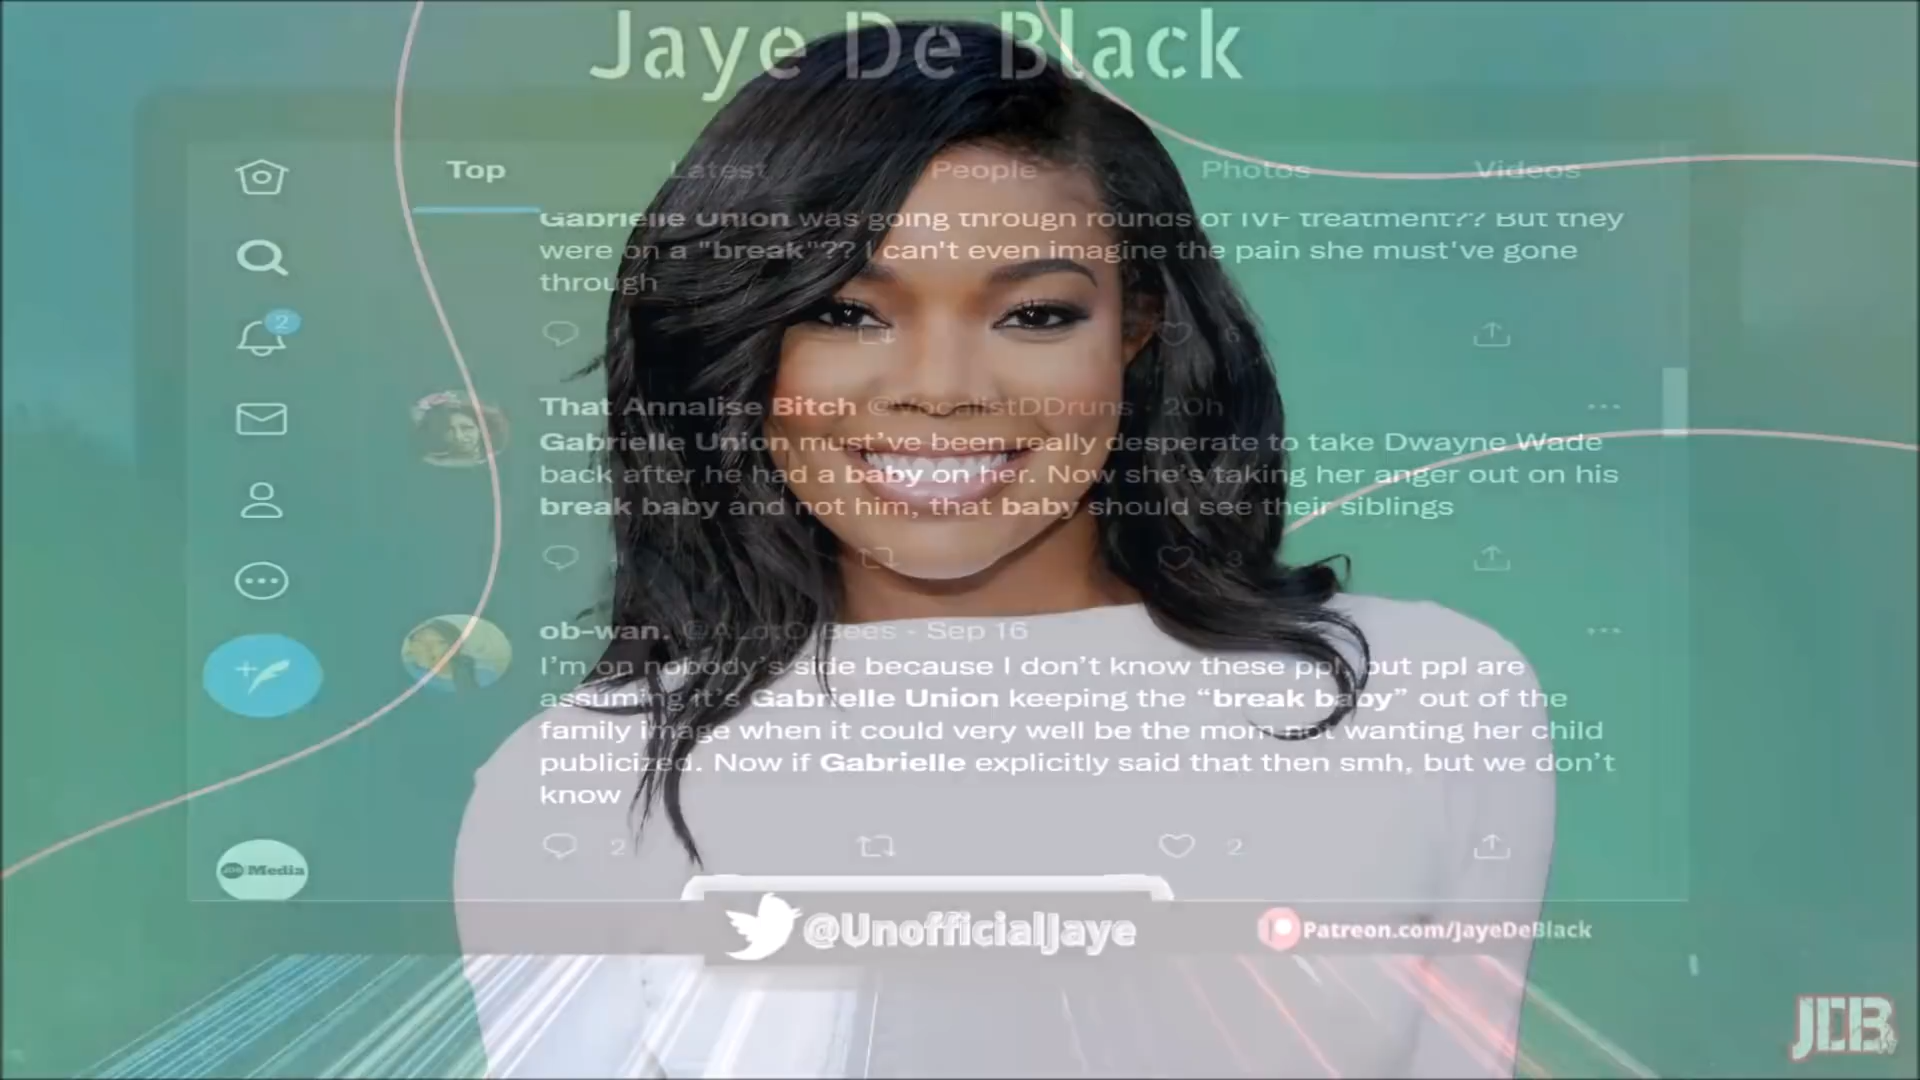 Jaye De Black
Top Latest People Photos Videos
Gabrielle Union was going through rounds of IVF treatment?? But they
were on a "break"?? I can't even imagine the pain she must've gone
through
2
6
That Annalise Bitch @VocalistDDruns · 20h
Gabrielle Union must've been really desperate to take Dwayne Wade
back after he had a baby on her. Now she's taking her anger out on his
break baby and not him, that baby should see their siblings
3
ob-wan. · Sep 16
I'm on nobody's side because I don't know these ppl, but ppl are
assuming it's Gabrielle Union keeping the “break baby” out of the
family image when it could very well be the mom not wanting her child
publicized. Now if Gabrielle explicitly said that then smh, but we don't
know
2 2
Media
@UnofficialJaye
Patreon.com/JayeDeBlack
JDB